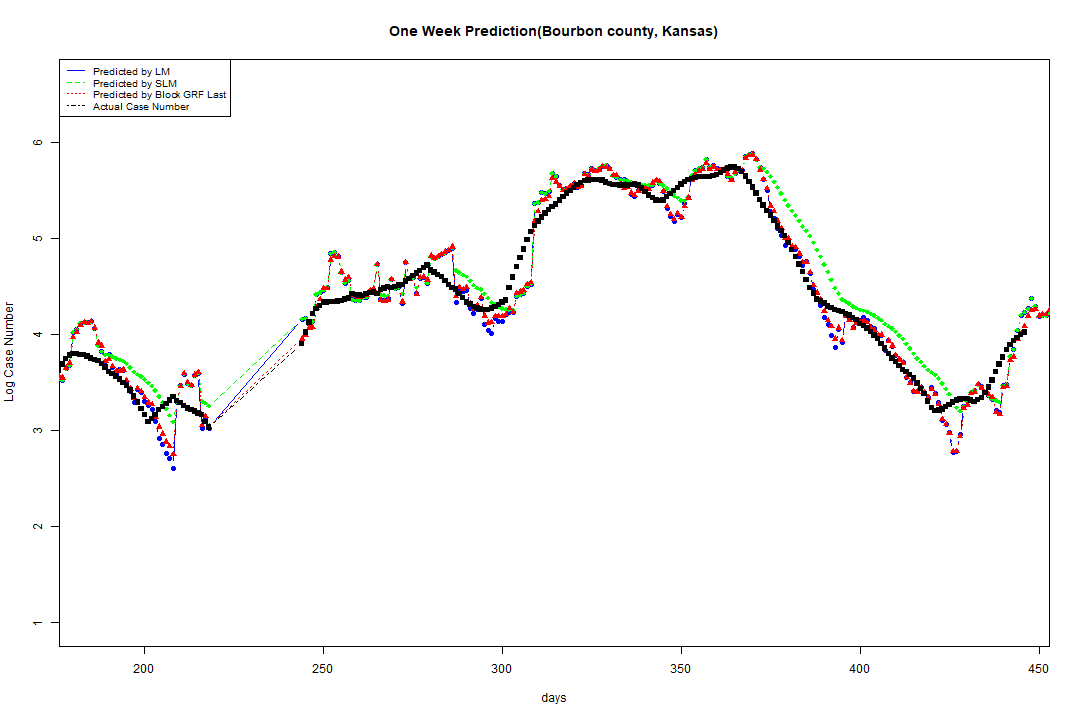 One Week Prediction(Bourbon county, Kansas)
Predicted by LM
Predicted by SLM
Predicted by Block GRF Last
Actual Case Number
Log Case Number
6
5
4
3
2
1
200 250 300 350 400 450
days